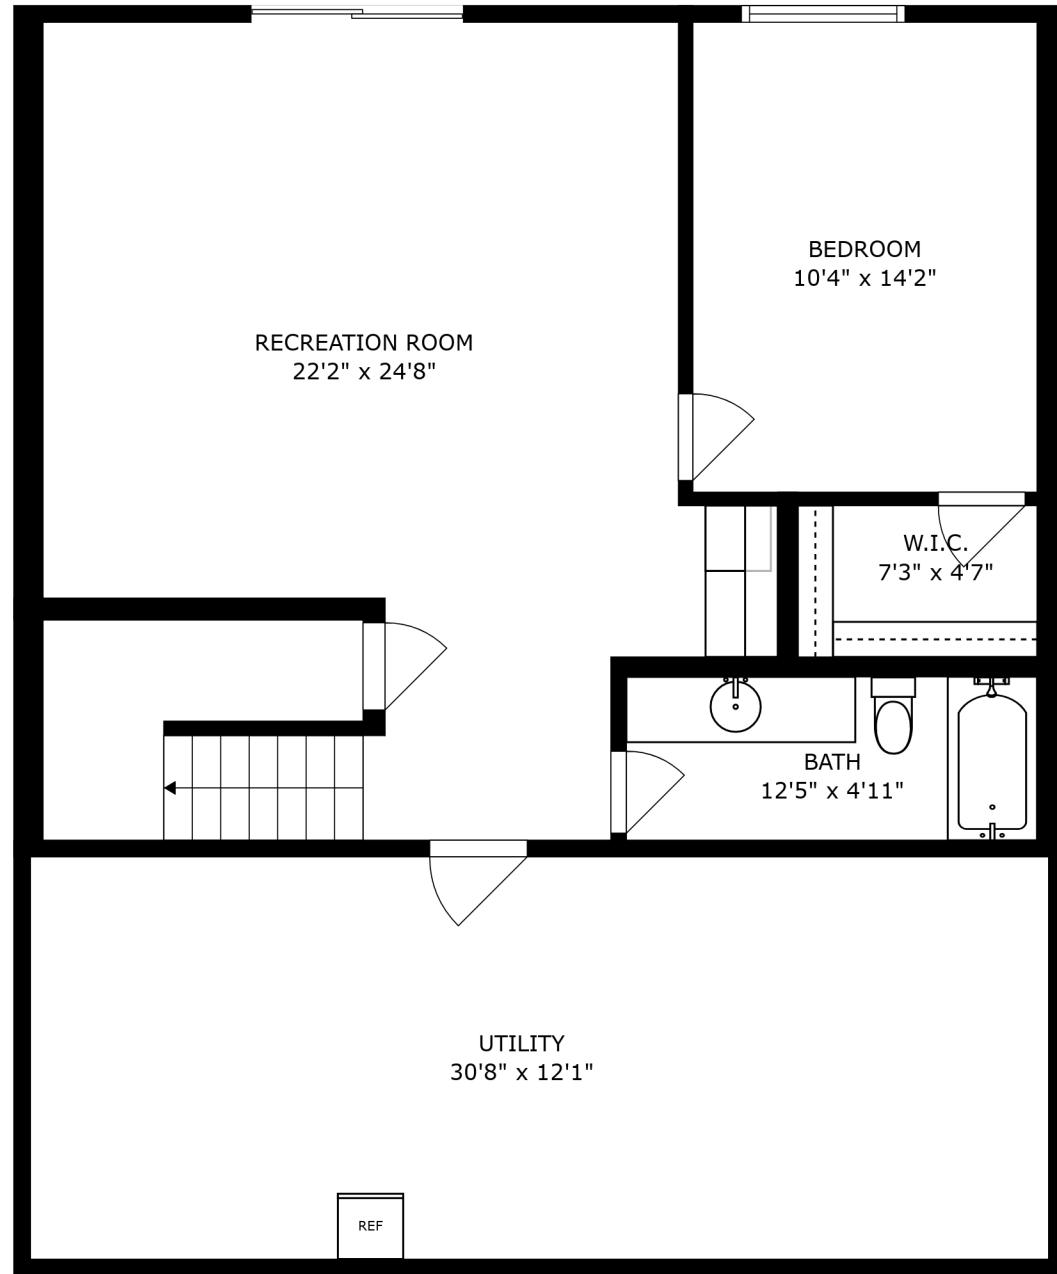 BEDROOM
10'4" x 14'2"
RECREATION ROOM
22'2" x 24'8"
W.I.C.
7'3" x 4'7"
BATH
12'5" x 4'11"
UTILITY
30'8" x 12'1"
REF